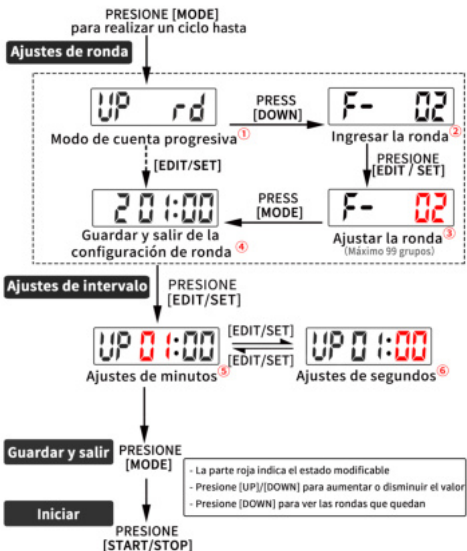 PRESIONE [MODE]
para realizar un ciclo hasta
Ajustes de ronda
UP rd
PRESS
[DOWN]
F- 02
Modo de cuenta progresiva①
Ingresar la ronda②
[EDIT/SET]
PRESIONE
[EDIT / SET]
2 01:00
PRESS
[MODE]
F- 02
Guardar y salir de la
configuración de ronda ④
Ajustar la ronda③
(Máximo 99 grupos)
Ajustes de intervalo
PRESIONE
[EDIT/SET]
UP 01:00
[EDIT/SET]
[EDIT/SET]
UP 01:00
Ajustes de minutos⑤
Ajustes de segundos⑥
Guardar y salir
PRESIONE
[MODE]
- La parte roja indica el estado modificable
- Presione [UP]/[DOWN] para aumentar o disminuir el valor
- Presione [DOWN] para ver las rondas que quedan
Iniciar
PRESIONE
[START/STOP]